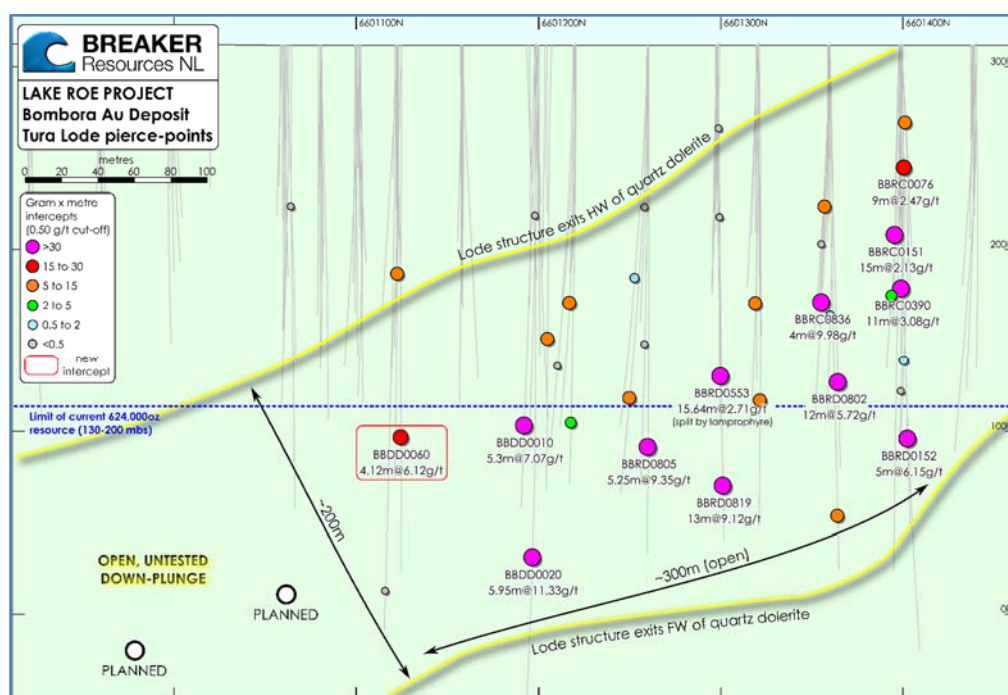 6601100N
6601200N
6601300N
6601400N
BREAKER
Resources NL
LAKE ROE PROJECT
Bombora Au Deposit
Tura Lode pierce-points
metres
0 20 40 60 80 100
Gram x metre
intercepts
(0.50 g/t cut-off)
>30
15 to 30
5 to 15
2 to 5
0.5 to 2
<0.5
new
intercept
Lode structure exits HW of quartz dolerite
BBRC0076
9m@2.47g/t
BBRC0151
15m@2.13g/t
BBRC0390
11m@3.08g/t
BBRC0836
4m@9.98g/t
BBRD0553
15.64m@2.71g/t
(split by lamprophyre)
BBRD0802
12m@5.72g/t
Limit of current 624,000oz
resource (130-200 mbs)
BBDD0060
4.12m@6.12g/t
BBDD0010
5.3m@7.07g/t
BBRD0805
5.25m@9.35g/t
BBRD0819
13m@9.12g/t
BBRD0152
5m@6.15g/t
~200m
~300m (open)
BBDD0020
5.95m@11.33g/t
OPEN, UNTESTED
DOWN-PLUNGE
PLANNED
PLANNED
Lode structure exits FW of quartz dolerite